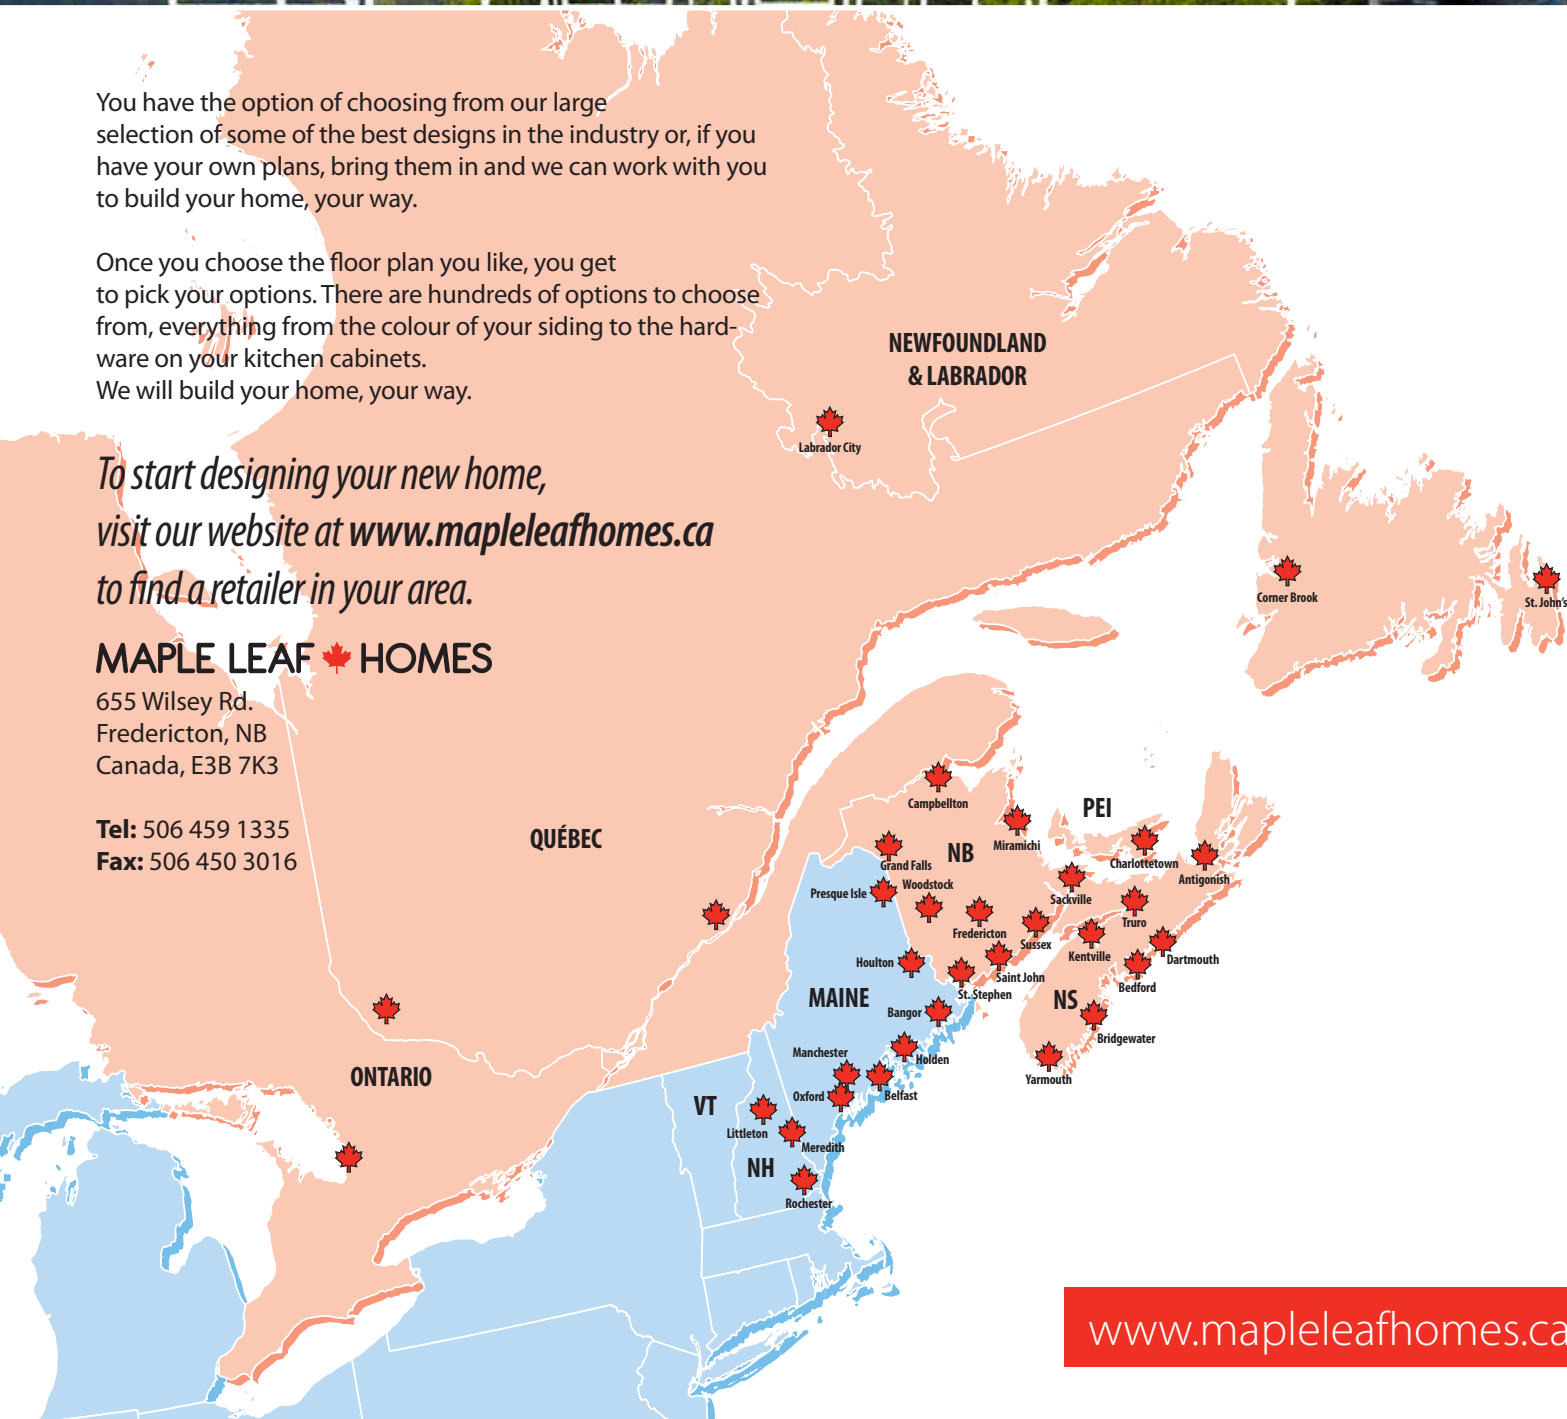 You have the option of choosing from our large
selection of some of the best designs in the industry or, if you
have your own plans, bring them in and we can work with you
to build your home, your way.
Once you choose the floor plan you like, you get
to pick your options. There are hundreds of options to choose
from, everything from the colour of your siding to the hard-
ware on your kitchen cabinets.
We will build your home, your way.
To start designing your new home,
visit our website at www.mapleleafhomes.ca
to find a retailer in your area.
MAPLE LEAF HOMES
655 Wilsey Rd.
Fredericton, NB
Canada, E3B 7K3
Tel: 506 459 1335
Fax: 506 450 3016
NEWFOUNDLAND
& LABRADOR
Labrador City
Corner Brook
St. John's
QUÉBEC
Campbellton
Miramichi
PEI
Charlottetown
Antigonish
Grand Falls
NB
Presque Isle
Woodstock
Sackville
Fredericton
Sussex
Truro
Kentville
Dartmouth
Houlton
Saint John
Bedford
St. Stephen
MAINE
NS
Bangor
Bridgewater
Manchester
Holden
Yarmouth
ONTARIO
Oxford
Belfast
VT
Littleton
Meredith
NH
Rochester
www.mapleleafhomes.ca